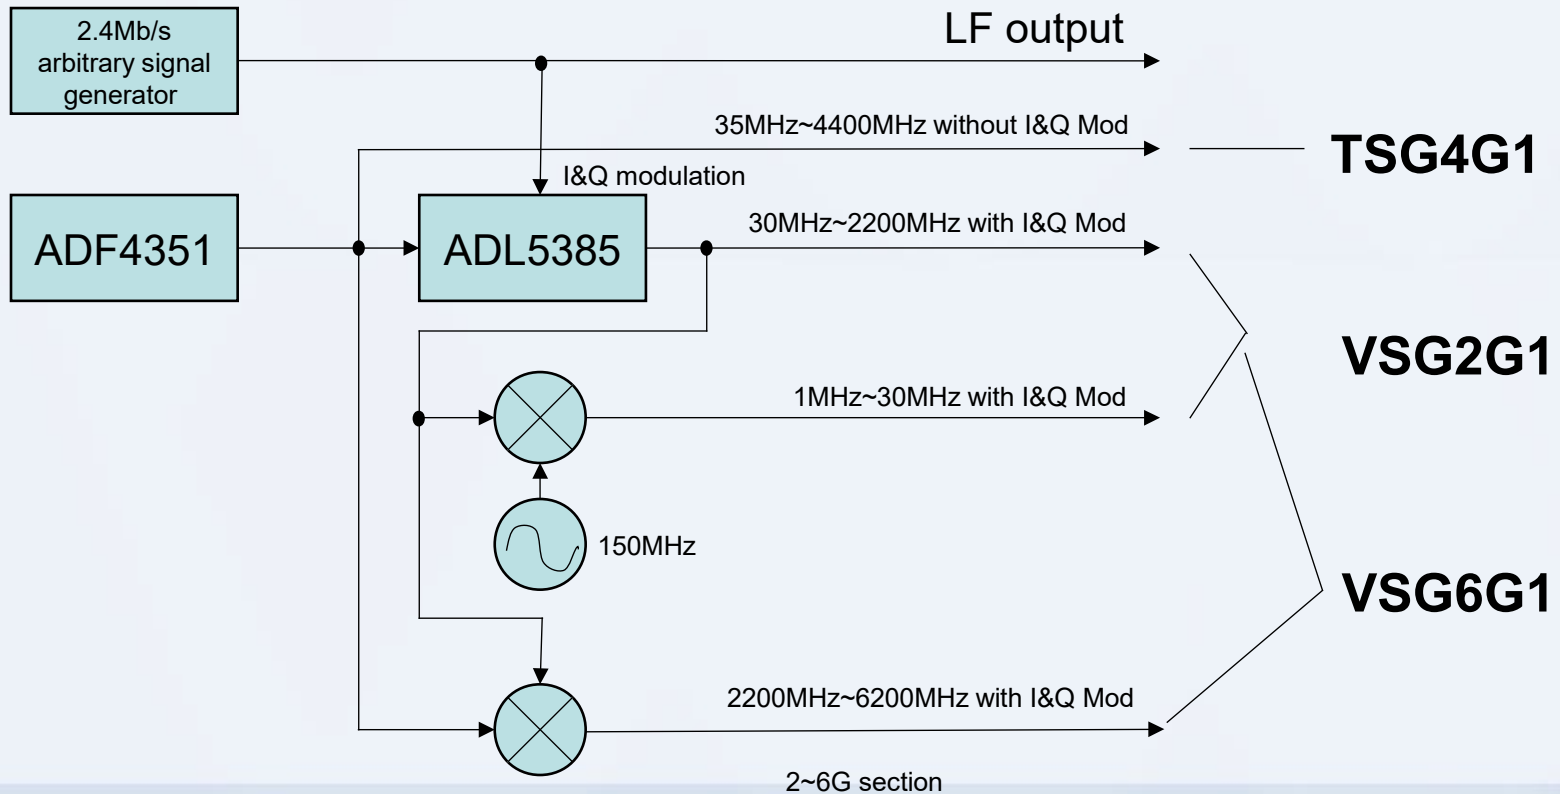 2.4Mb/s
arbitrary signal
generator
LF output
35MHz~4400MHz without I&Q Mod
TSG4G1
I&Q modulation
ADF4351
ADL5385
30MHz~2200MHz with I&Q Mod
VSG2G1
1MHz~30MHz with I&Q Mod
150MHz
VSG6G1
2200MHz~6200MHz with I&Q Mod
2~6G section